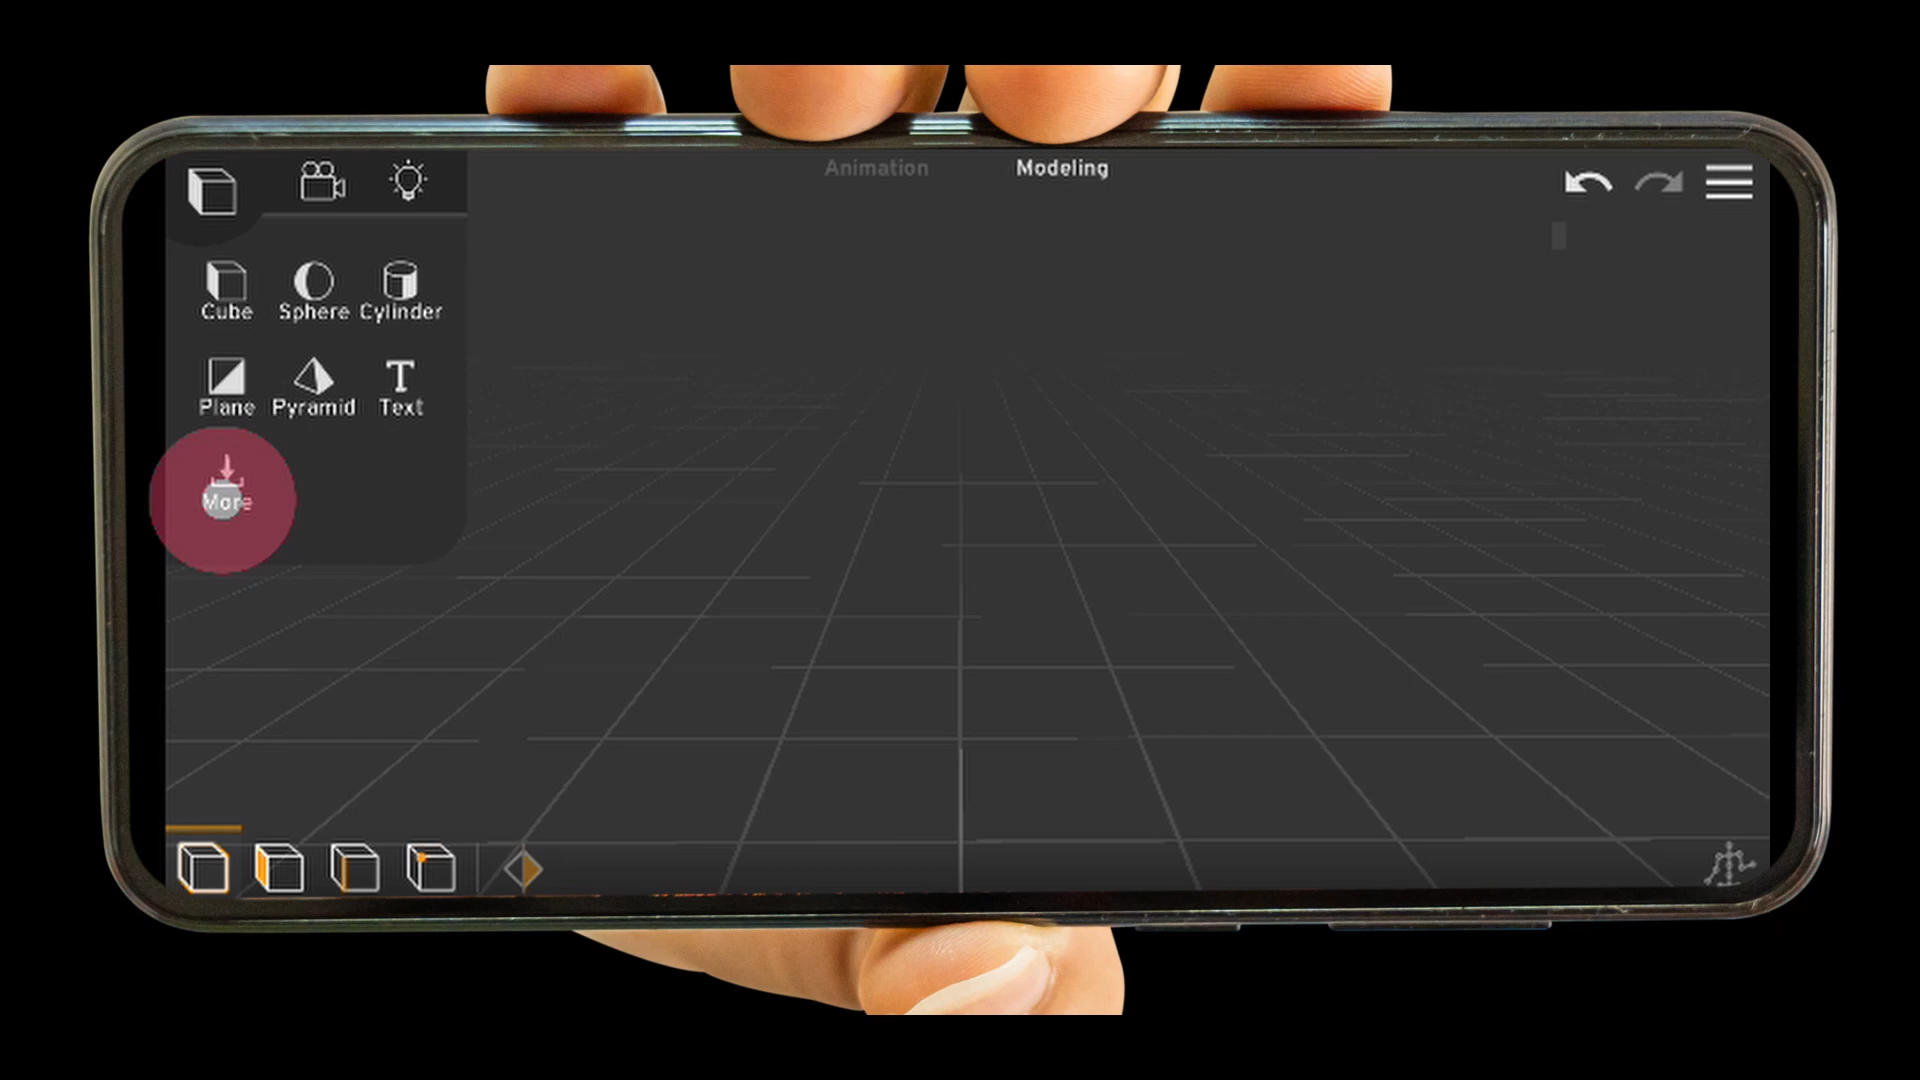 Animation Modeling
Cube Sphere Cylinder
Plane Pyramid Text
More